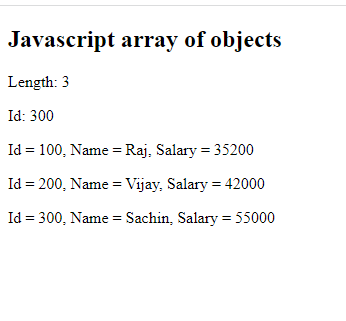 Javascript array of objects
Length: 3
Id: 300
Id = 100, Name = Raj, Salary = 35200
Id = 200, Name = Vijay, Salary = 42000
Id = 300, Name = Sachin, Salary = 55000